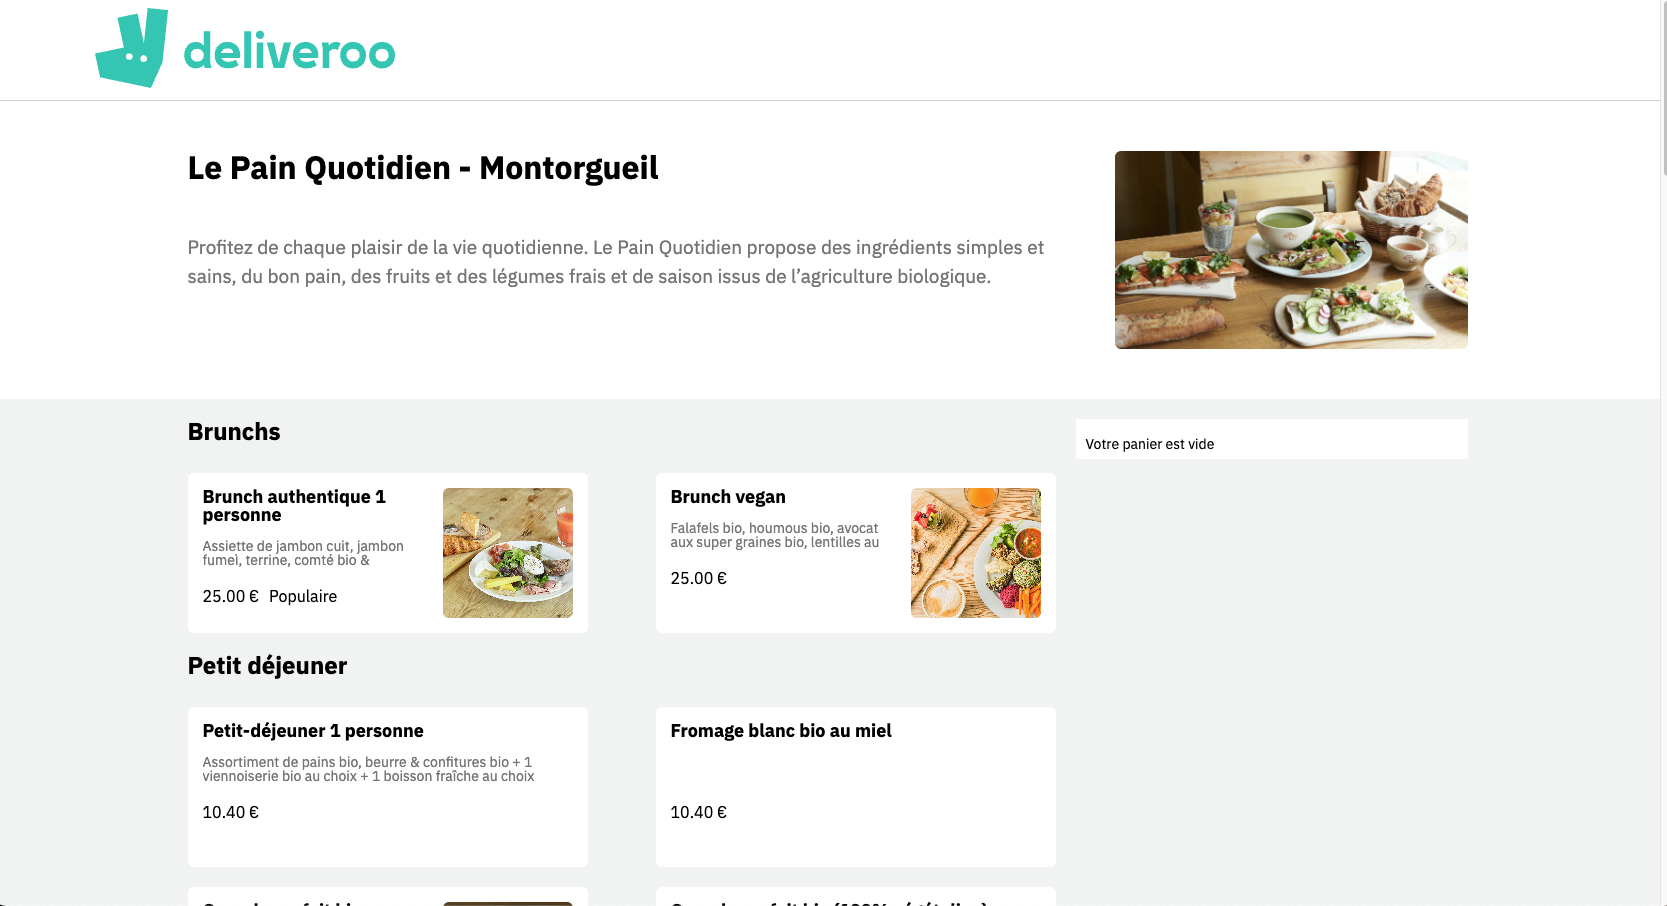 deliveroo
Le Pain Quotidien - Montorgueil
Profitez de chaque plaisir de la vie quotidienne. Le Pain Quotidien propose des ingrédients simples et
sains, du bon pain, des fruits et des légumes frais et de saison issus de l’agriculture biologique.
Brunchs
Votre panier est vide
Brunch authentique 1
personne
Assiette de jambon cuit, jambon
fumeì, terrine, comté bio &
25.00 € Populaire
Brunch vegan
Falafels bio, houmous bio, avocat
aux super graines bio, lentilles au
25.00 €
Petit déjeuner
Petit-déjeuner 1 personne
Assortiment de pains bio, beurre & confitures bio + 1
viennoiserie bio au choix + 1 boisson fraîche au choix
10.40 €
Fromage blanc bio au miel
10.40 €